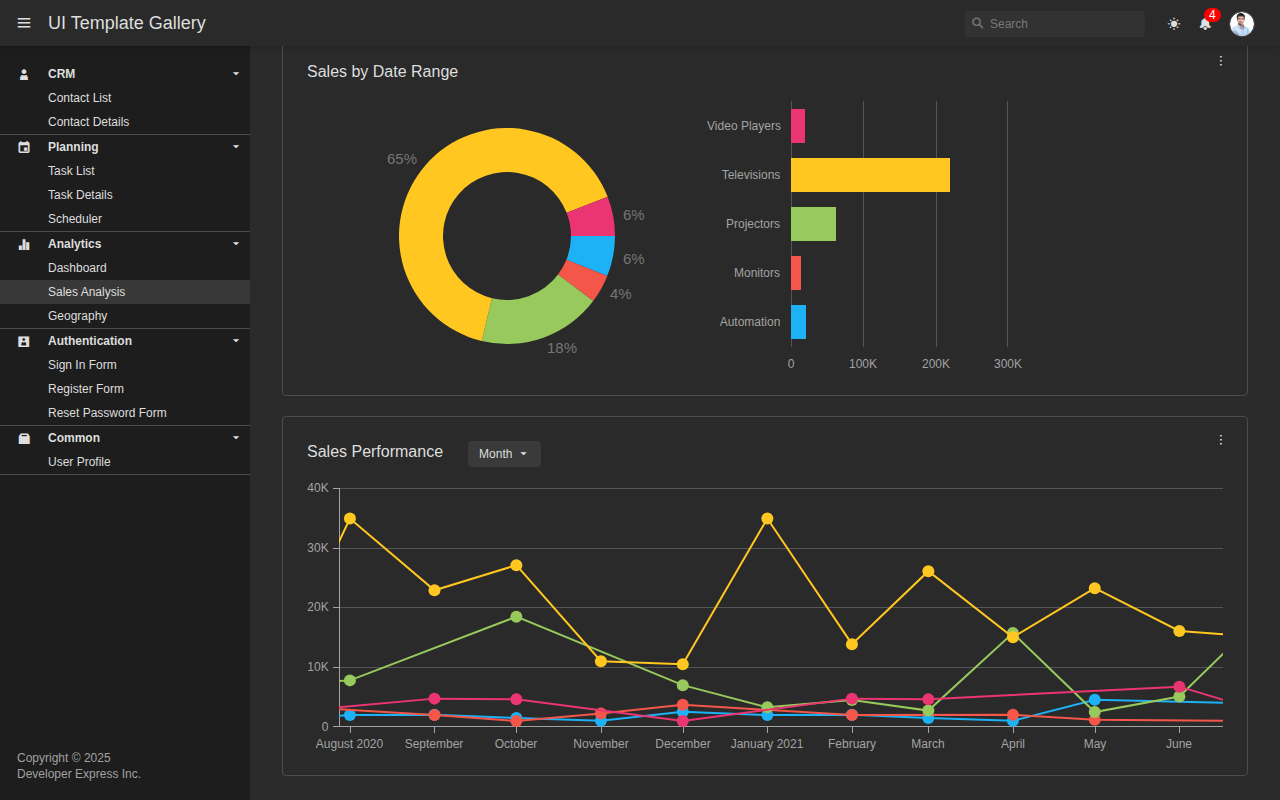 UI Template Gallery
Search
4
CRM
Contact List
Contact Details
Planning
Task List
Task Details
Scheduler
Analytics
Dashboard
Sales Analysis
Geography
Authentication
Sign In Form
Register Form
Reset Password Form
Common
User Profile
Copyright © 2025
Developer Express Inc.
Sales by Date Range
65%
6%
6%
4%
18%
Video Players
Televisions
Projectors
Monitors
Automation
0 100K 200K 300K
Sales Performance
Month
40K
30K
20K
10K
0
August 2020 September October November December January 2021 February March April May June